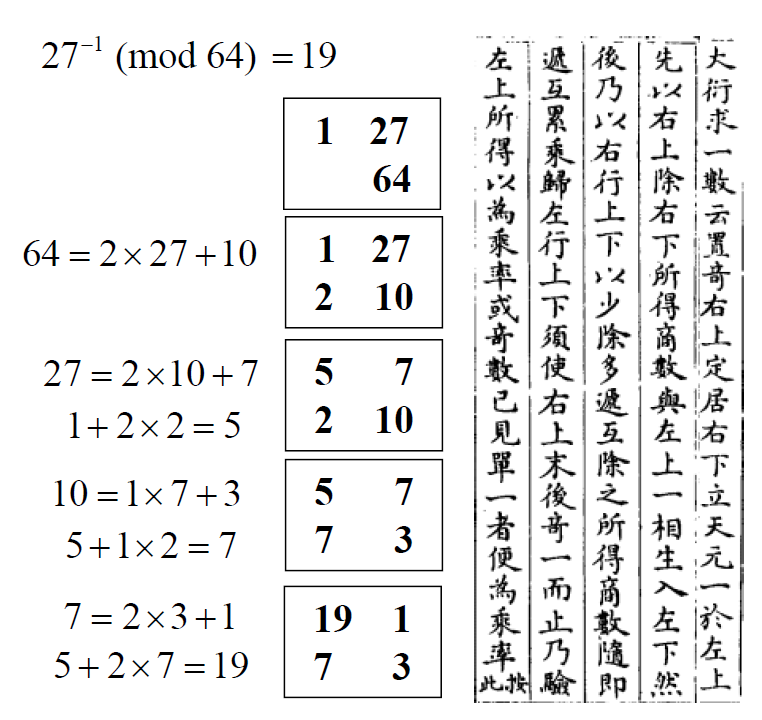 27⁻¹ (mod 64) = 19
1 27
64
64 = 2×27+10
1 27
2 10
27 = 2×10+7
1+2×2 = 5
5 7
2 10
10 = 1×7+3
5+1×2 = 7
5 7
7 3
7 = 2×3+1
5+2×7 = 19
19 1
7 3
大衍求一數云置奇右上定居右下立天元一於左上
先以右上除右下所得商數與左上一相生入左下然
後乃以右行上下以少除多遞互除之所得商數隨即
遞互累乘歸左行上下須使右上末後奇一而止乃驗
左上所得以為乘率或奇數已見單一者便為乘率按此